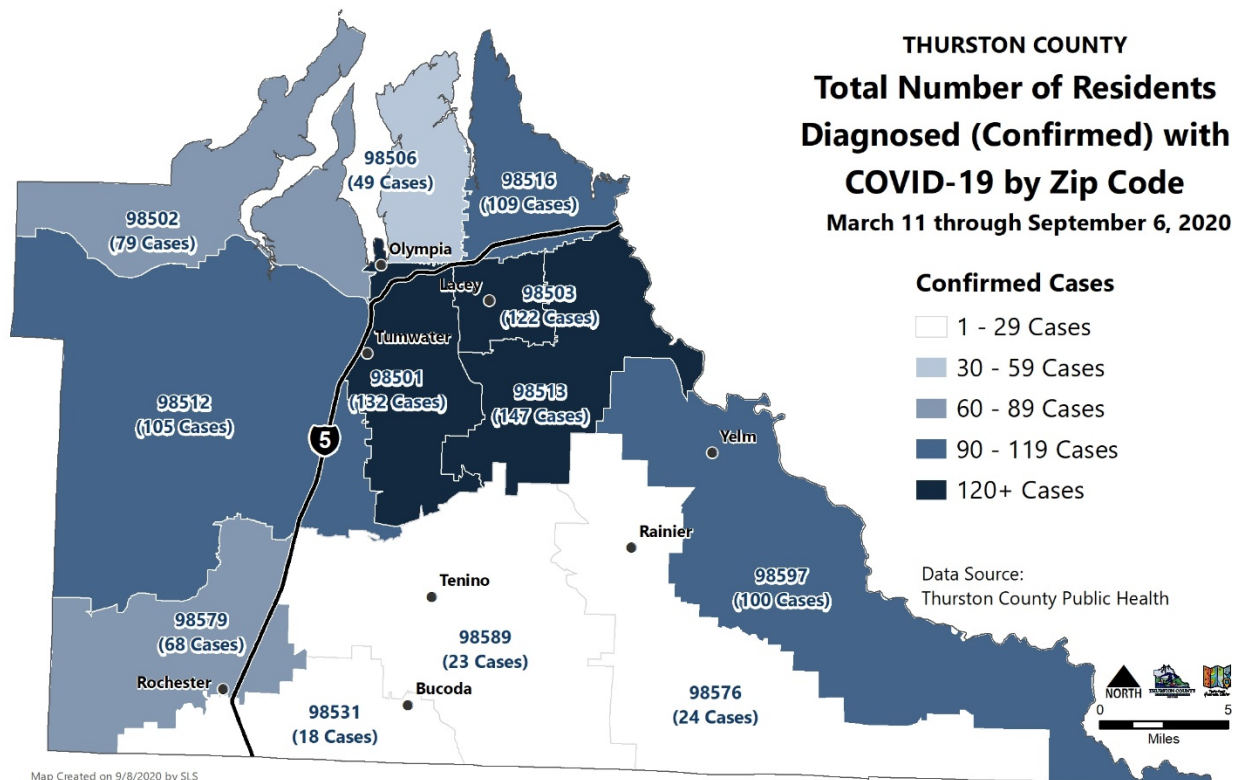 THURSTON COUNTY
Total Number of Residents
Diagnosed (Confirmed) with
COVID-19 by Zip Code
March 11 through September 6, 2020
98506
(49 Cases)
98516
(109 Cases)
98502
(79 Cases)
Olympia
Lacey
98503
(122 Cases)
Tumwater
98501
(132 Cases)
98513
(147 Cases)
98512
(105 Cases)
5
Yelm
Confirmed Cases
1 - 29 Cases
30 - 59 Cases
60 - 89 Cases
90 - 119 Cases
120+ Cases
Rainier
Tenino
98597
(100 Cases)
Data Source:
Thurston County Public Health
98579
(68 Cases)
98589
(23 Cases)
Rochester
Bucoda
98531
(18 Cases)
98576
(24 Cases)
NORTH
THURSTON COUNTY
0 5
Miles
Map Created on 9/8/2020 by SLS